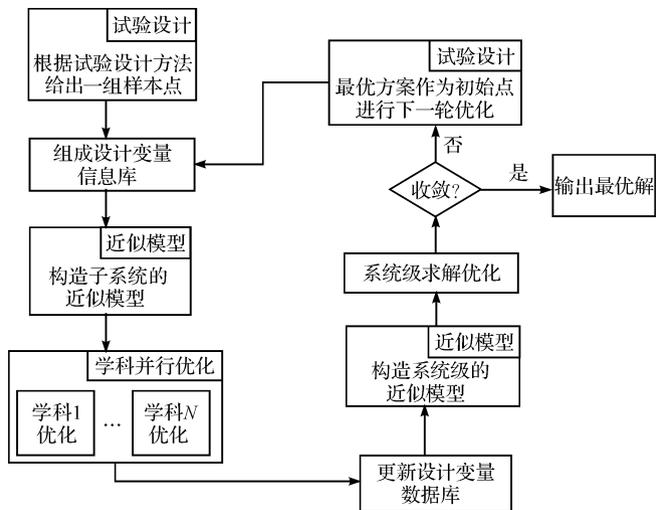 试验设计
根据试验设计方法
给出一组样本点
组成设计变量
信息库
近似模型
构造子系统的
近似模型
学科并行优化
学科1
优化
…
学科N
优化
更新设计变量
数据库
近似模型
构造系统级的
近似模型
系统级求解优化
收敛?
否
是
输出最优解
试验设计
最优方案作为初始点
进行下一轮优化